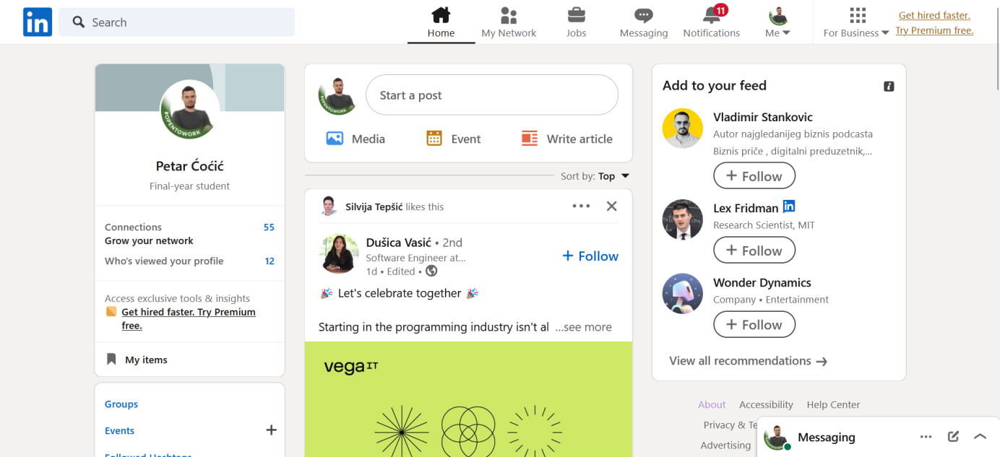 in
Search
Home
My Network
Jobs
Messaging
11
Notifications
Me
For Business
Get hired faster.
Try Premium free.
#OPENTOWORK
Petar Ćoćić
Final-year student
Connections 55
Grow your network
Who's viewed your profile 12
Access exclusive tools & insights
Get hired faster. Try Premium
free.
My items
Groups
Events
Followed Hashtags
Start a post
Media
Event
Write article
Sort by: Top
Silvija Tepšić likes this
Dušica Vasić • 2nd
Software Engineer at...
1d • Edited •
+ Follow
🎉 Let's celebrate together 🎉
Starting in the programming industry isn't al ...see more
vega IT
Add to your feed
Vladimir Stankovic
Autor najgledanijeg biznis podcasta
Biznis priče , digitalni preduzetnik,...
+ Follow
Lex Fridman in
Research Scientist, MIT
+ Follow
Wonder Dynamics
Company • Entertainment
+ Follow
View all recommendations →
About Accessibility Help Center
Privacy & Te
Advertising
Messaging